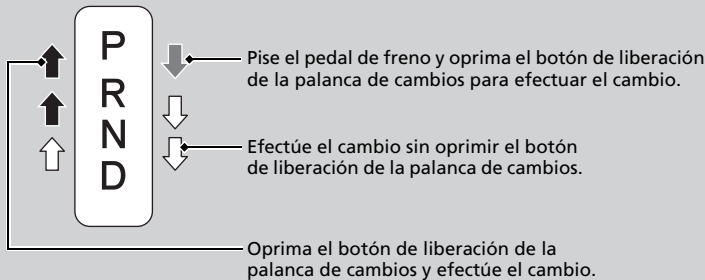 P
R
N
D
Pise el pedal de freno y oprima el botón de liberación
de la palanca de cambios para efectuar el cambio.
Efectúe el cambio sin oprimir el botón
de liberación de la palanca de cambios.
Oprima el botón de liberación de la
palanca de cambios y efectúe el cambio.